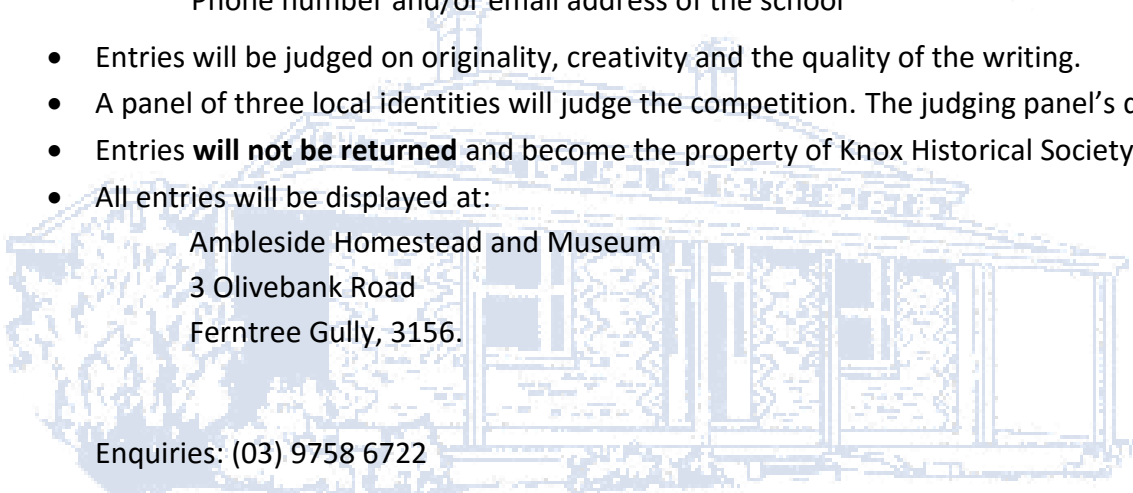 Phone number and/or email address of the school
• Entries will be judged on originality, creativity and the quality of the writing.
• A panel of three local identities will judge the competition. The judging panel’s
• Entries will not be returned and become the property of Knox Historical Society
• All entries will be displayed at:
Ambleside Homestead and Museum
3 Olivebank Road
Ferntree Gully, 3156.
Enquiries: (03) 9758 6722